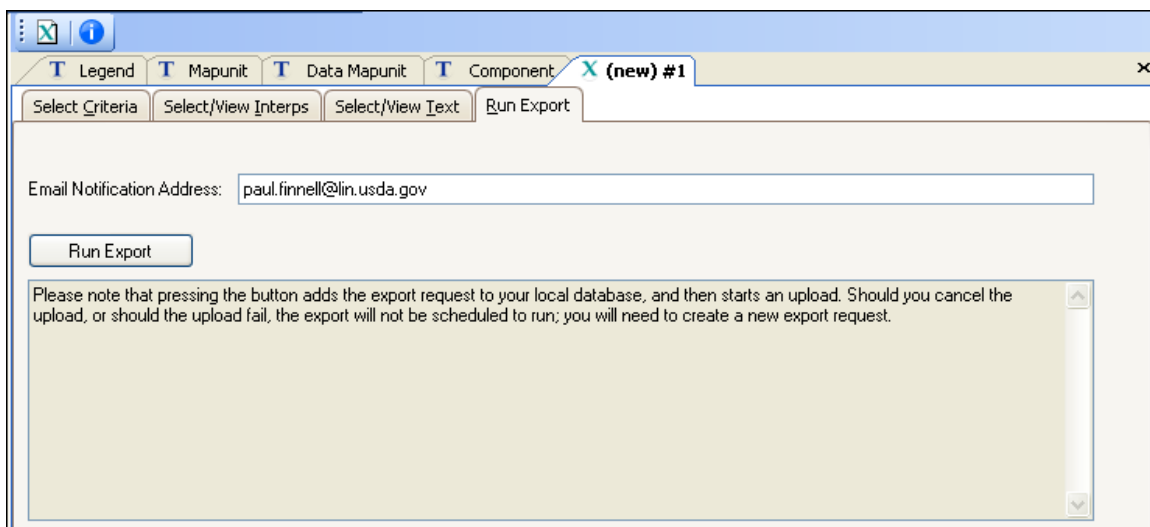 T Legend T Mapunit T Data Mapunit T Component X (new) #1
Select Criteria Select/View Interps Select/View Text Run Export
Email Notification Address: paul.finnell@lin.usda.gov
Run Export
Please note that pressing the button adds the export request to your local database, and then starts an upload. Should you cancel the
upload, or should the upload fail, the export will not be scheduled to run; you will need to create a new export request.